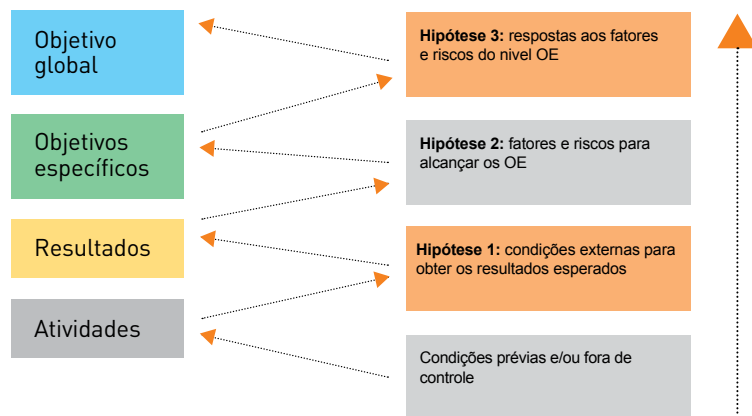 Objetivo
global
Objetivos
específicos
Resultados
Atividades
Hipótese 3: respostas aos fatores
e riscos do nivel OE
Hipótese 2: fatores e riscos para
alcançar os OE
Hipótese 1: condições externas para
obter os resultados esperados
Condições prévias e/ou fora de
controle